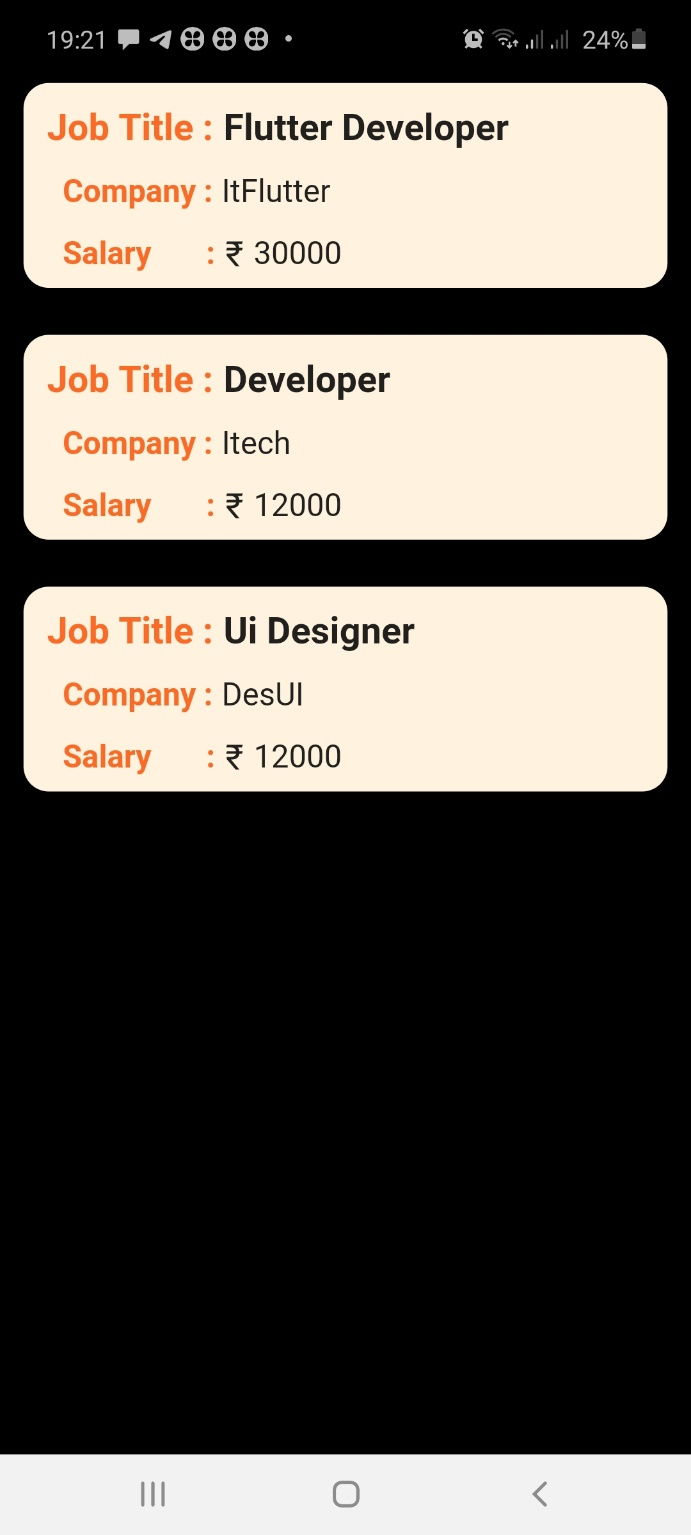 19:21 24%
Job Title : Flutter Developer
Company : ItFlutter
Salary : ₹ 30000
Job Title : Developer
Company : Itech
Salary : ₹ 12000
Job Title : Ui Designer
Company : DesUI
Salary : ₹ 12000